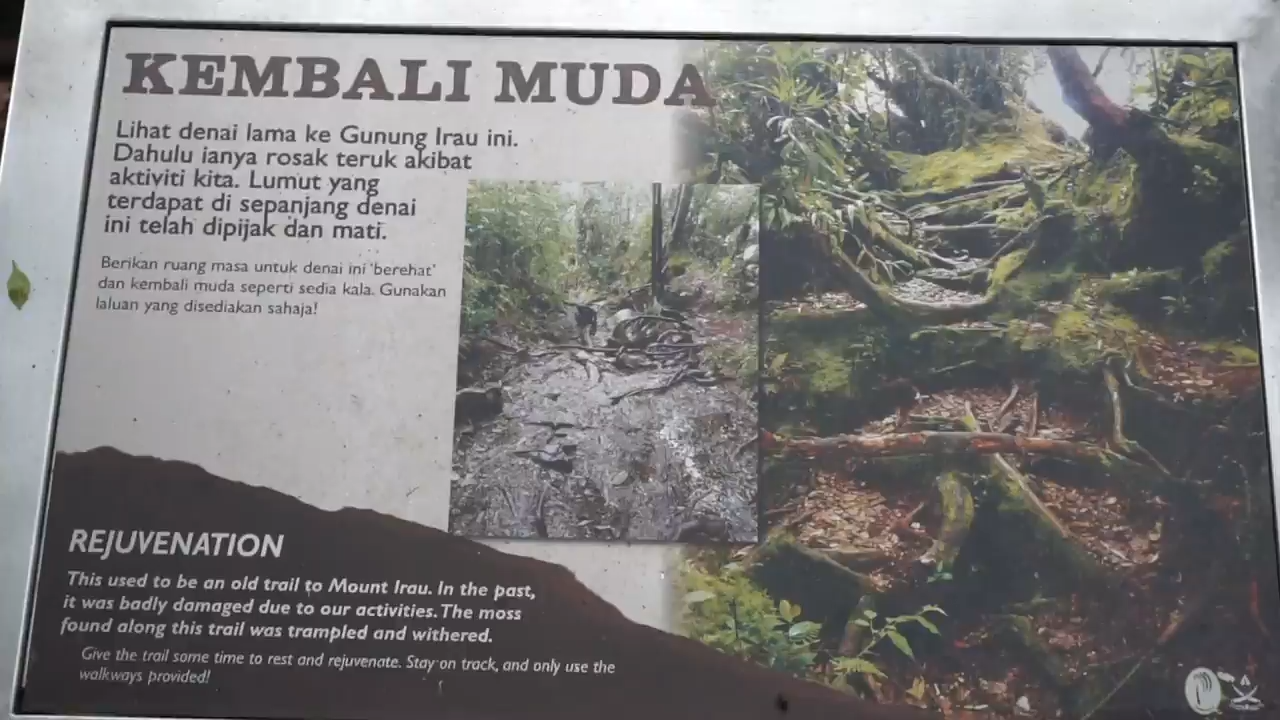 KEMBALI MUDA
Lihat denai lama ke Gunung Irau ini.
Dahulu ianya rosak teruk akibat
aktiviti kita. Lumut yang
terdapat di sepanjang denai
ini telah dipijak dan mati.
Berikan ruang masa untuk denai ini 'berehat'
dan kembali muda seperti sedia kala. Gunakan
laluan yang disediakan sahaja!
REJUVENATION
This used to be an old trail to Mount Irau. In the past,
it was badly damaged due to our activities. The moss
found along this trail was trampled and withered.
Give the trail some time to rest and rejuvenate. Stay on track, and only use the
walkways provided!